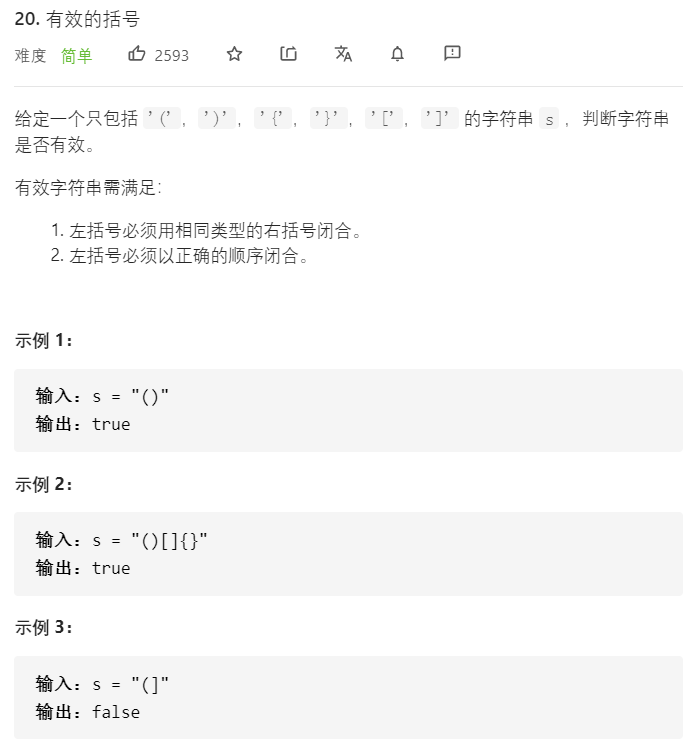 20. 有效的括号
难度 简单 2593
给定一个只包括 '(', ')', '{', '}', '[', ']' 的字符串 s ，判断字符串
是否有效。
有效字符串需满足：
1. 左括号必须用相同类型的右括号闭合。
2. 左括号必须以正确的顺序闭合。
示例 1：
输入：s = "()"
输出：true
示例 2：
输入：s = "()[]{}"
输出：true
示例 3：
输入：s = "(]"
输出：false